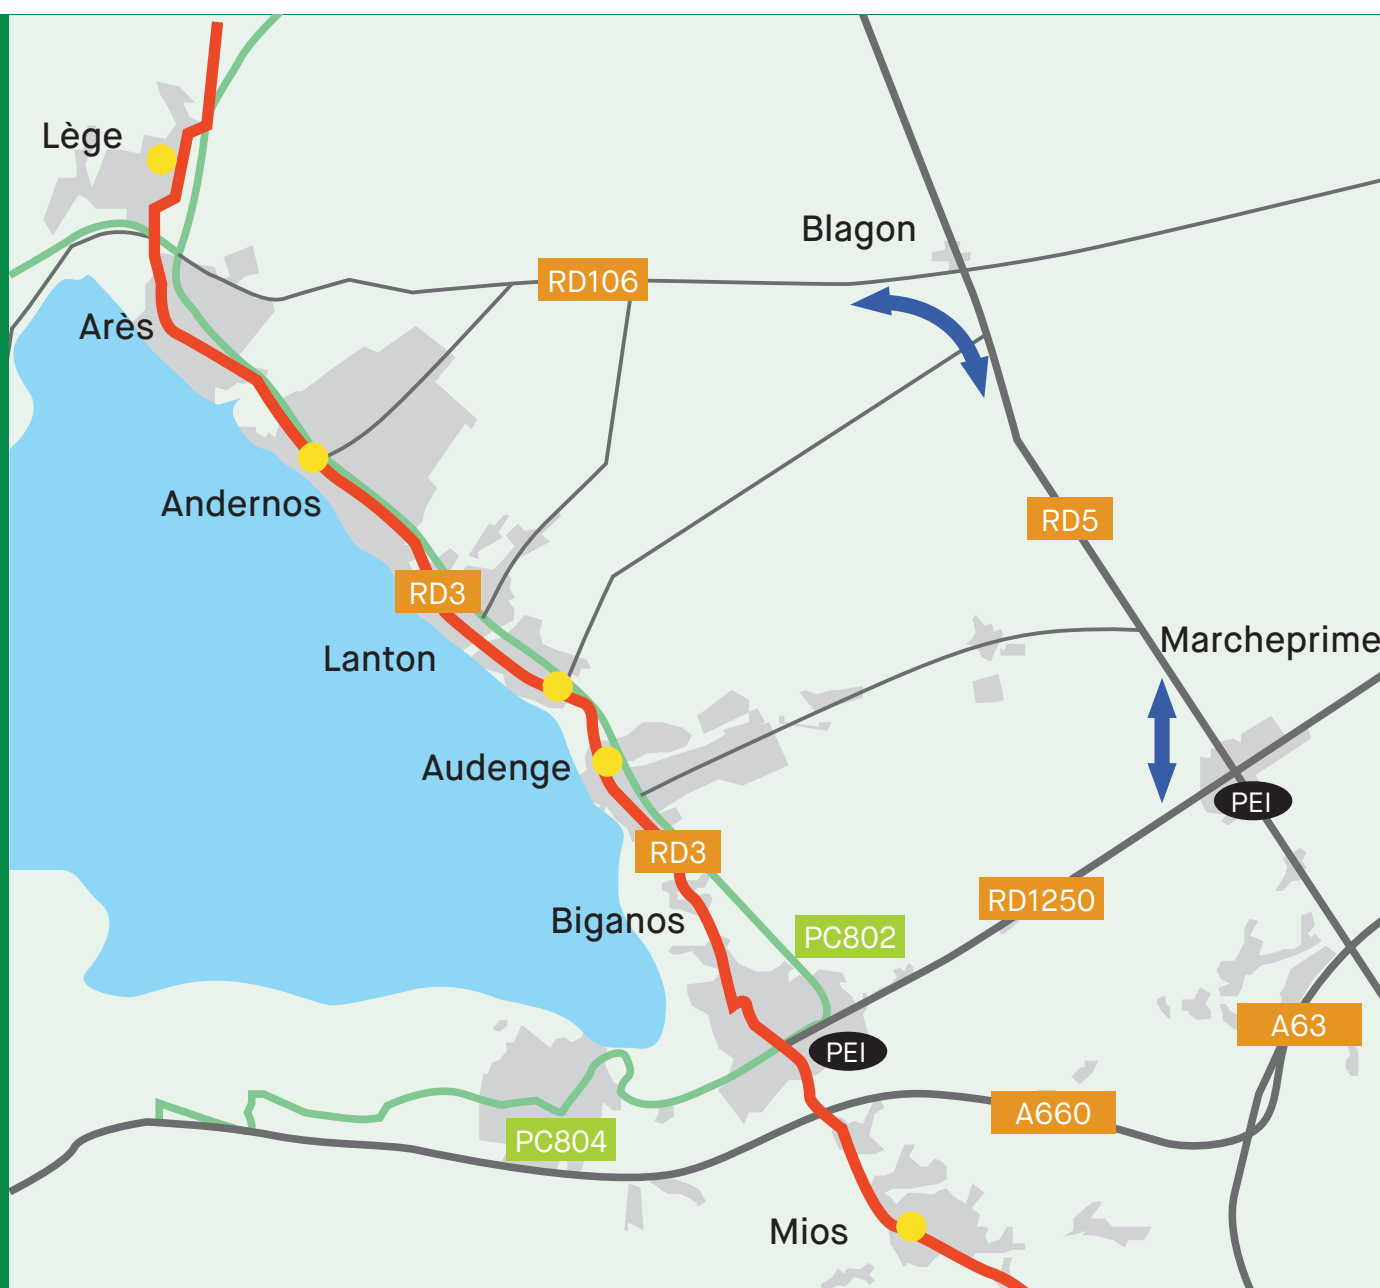 Lège
Blagon
RD106
Arès
Andernos
RD5
RD3
Marcheprime
Lanton
Audenge
PEI
RD3
RD1250
Biganos
PC802
A63
PEI
A660
PC804
Mios